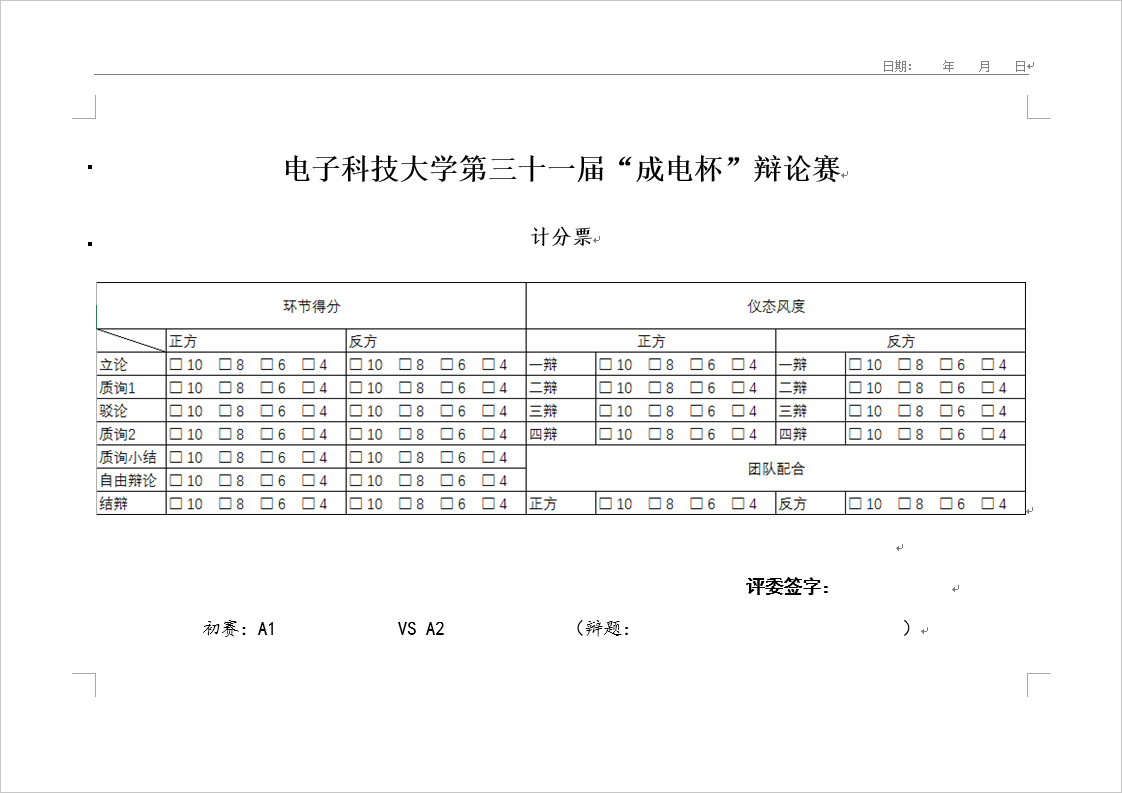 日期： 年 月 日
电子科技大学第三十一届“成电杯”辩论赛
计分票
环节得分 仪态风度
正方 反方 正方 反方
立论 □ 10 □ 8 □ 6 □ 4 □ 10 □ 8 □ 6 □ 4 一辩 □ 10 □ 8 □ 6 □ 4 一辩 □ 10 □ 8 □ 6 □ 4
质询1 □ 10 □ 8 □ 6 □ 4 □ 10 □ 8 □ 6 □ 4 二辩 □ 10 □ 8 □ 6 □ 4 二辩 □ 10 □ 8 □ 6 □ 4
驳论 □ 10 □ 8 □ 6 □ 4 □ 10 □ 8 □ 6 □ 4 三辩 □ 10 □ 8 □ 6 □ 4 三辩 □ 10 □ 8 □ 6 □ 4
质询2 □ 10 □ 8 □ 6 □ 4 □ 10 □ 8 □ 6 □ 4 四辩 □ 10 □ 8 □ 6 □ 4 四辩 □ 10 □ 8 □ 6 □ 4
质询小结 □ 10 □ 8 □ 6 □ 4 □ 10 □ 8 □ 6 □ 4
团队配合
自由辩论 □ 10 □ 8 □ 6 □ 4 □ 10 □ 8 □ 6 □ 4
结辩 □ 10 □ 8 □ 6 □ 4 □ 10 □ 8 □ 6 □ 4 正方 □ 10 □ 8 □ 6 □ 4 反方 □ 10 □ 8 □ 6 □ 4
评委签字：
初赛：A1 VS A2 （辩题： ）